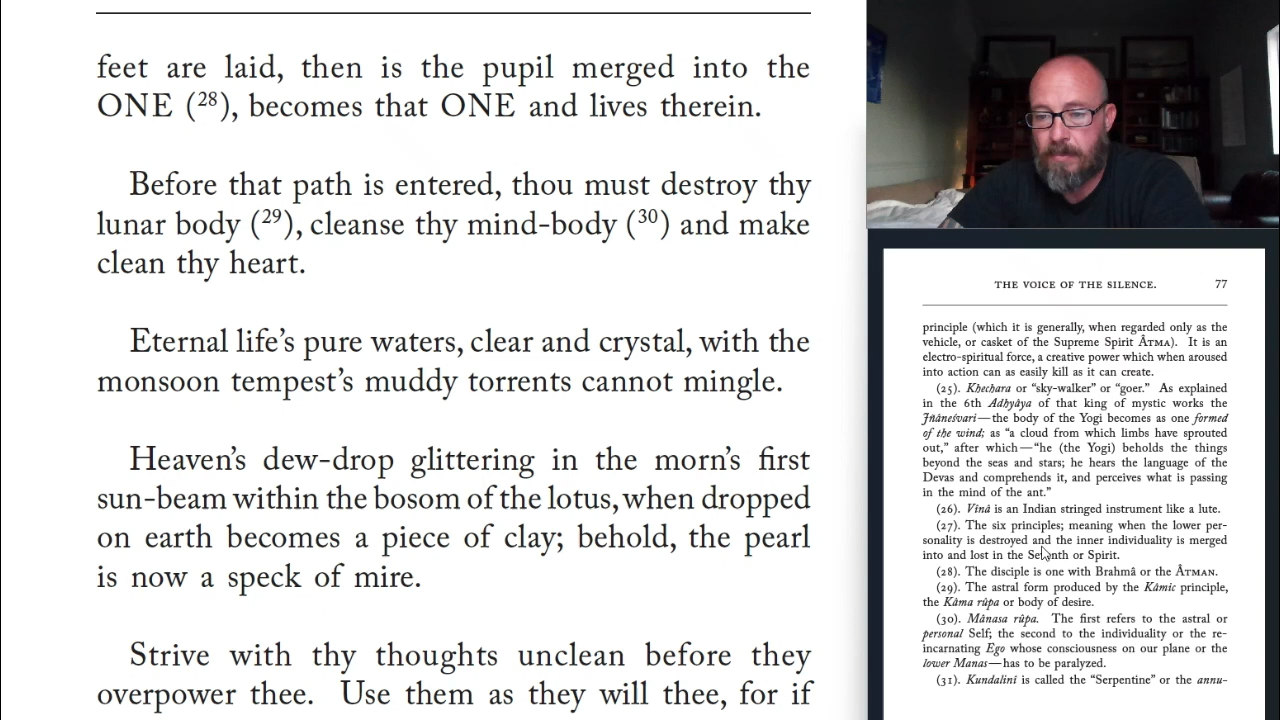 feet are laid, then is the pupil merged into the
ONE (28), becomes that ONE and lives therein.
Before that path is entered, thou must destroy thy
lunar body (29), cleanse thy mind-body (30) and make
clean thy heart.
Eternal life’s pure waters, clear and crystal, with the
monsoon tempest’s muddy torrents cannot mingle.
Heaven’s dew-drop glittering in the morn’s first
sun-beam within the bosom of the lotus, when dropped
on earth becomes a piece of clay; behold, the pearl
is now a speck of mire.
Strive with thy thoughts unclean before they
overpower thee. Use them as they will thee, for if
THE VOICE OF THE SILENCE. 77
principle (which it is generally, when regarded only as the
vehicle, or casket of the Supreme Spirit ÂTMA). It is an
electro-spiritual force, a creative power which when aroused
into action can as easily kill as it can create.
(25). Khechara or “sky-walker” or “goer.” As explained
in the 6th Adhyâya of that king of mystic works the
Jñâneśvari—the body of the Yogi becomes as one formed
of the wind; as “a cloud from which limbs have sprouted
out,” after which—“he (the Yogi) beholds the things
beyond the seas and stars; he hears the language of the
Devas and comprehends it, and perceives what is passing
in the mind of the ant.”
(26). Vînâ is an Indian stringed instrument like a lute.
(27). The six principles; meaning when the lower per-
sonality is destroyed and the inner individuality is merged
into and lost in the Seventh or Spirit.
(28). The disciple is one with Brahmâ or the ÂTMAN.
(29). The astral form produced by the Kâmic principle,
the Kâma rûpa or body of desire.
(30). Mânasa rûpa. The first refers to the astral or
personal Self; the second to the individuality or the re-
incarnating Ego whose consciousness on our plane or the
lower Manas—has to be paralyzed.
(31). Kundalinî is called the “Serpentine” or the annu-